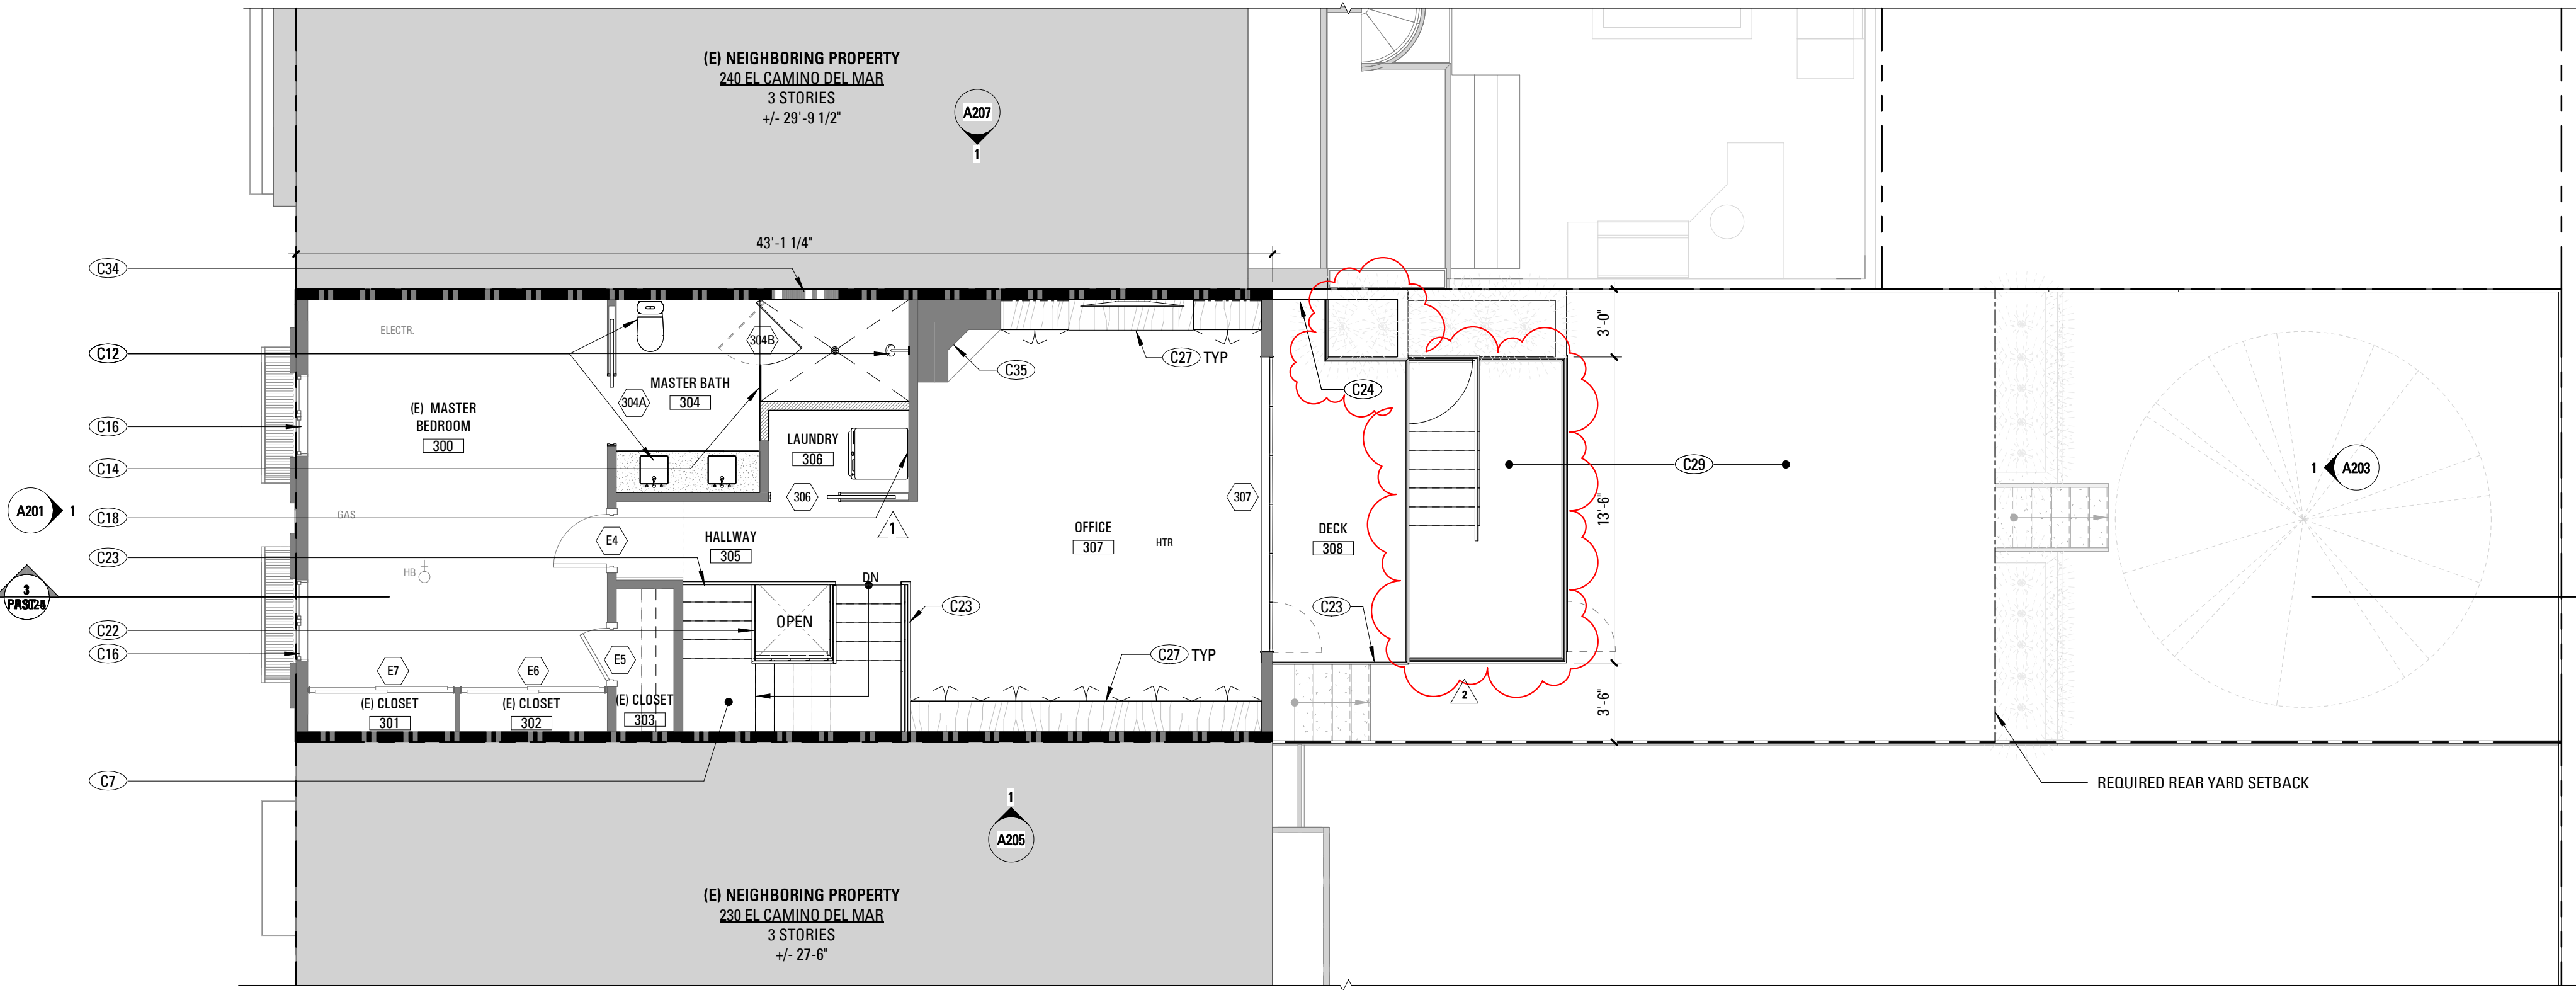 (E) NEIGHBORING PROPERTY
240 EL CAMINO DEL MAR
3 STORIES
+/- 29'-9 1/2"
A207
1
43'-1 1/4"
C34
C12
C16
C14
A201
1
C18
C23
3
C22
C16
C7
ELECTR.
(E) MASTER
BEDROOM
300
GAS
HB
E7
E6
E5
E4
(E) CLOSET
301
(E) CLOSET
302
(E) CLOSET
303
304A
304B
MASTER BATH
304
LAUNDRY
306
306
1
HALLWAY
305
DN
OPEN
C35
C27 TYP
OFFICE
307
HTR
307
C23
C27 TYP
C24
DECK
308
C23
C29
2
3'-0"
13'-6"
3'-6"
1
A203
REQUIRED REAR YARD SETBACK
1
A205
(E) NEIGHBORING PROPERTY
230 EL CAMINO DEL MAR
3 STORIES
+/- 27-6"